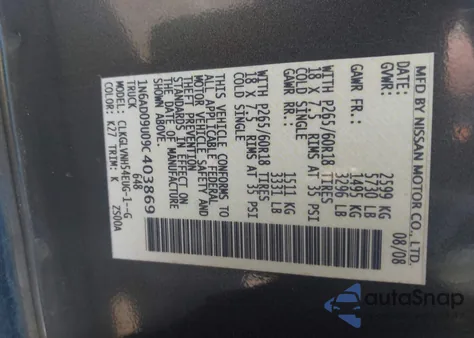 MFD BY NISSAN MOTOR CO., LTD.
DATE: 08/08
GVWR: 2599 KG
5730 LB
GAWR FR: 1495 KG
3296 LB
WITH P265/60R18 TIRES
18 X 7.5 RIMS AT 35 PSI
COLD SINGLE
GAWR RR: 1511 KG
3331 LB
WITH P265/60R18 TIRES
18 X 7.5 RIMS AT 35 PSI
COLD SINGLE
THIS VEHICLE CONFORMS TO
ALL APPLICABLE FEDERAL
MOTOR VEHICLE SAFETY AND
THEFT PREVENTION
STANDARDS IN EFFECT ON
THE DATE OF MANUFACTURE
SHOWN ABOVE.
1N6AD09U09C403869
TRUCK 648
MODEL: CLKGLVNH54EUG-1--G
COLOR: K27 TRIM: K ZS00A
autoSnap